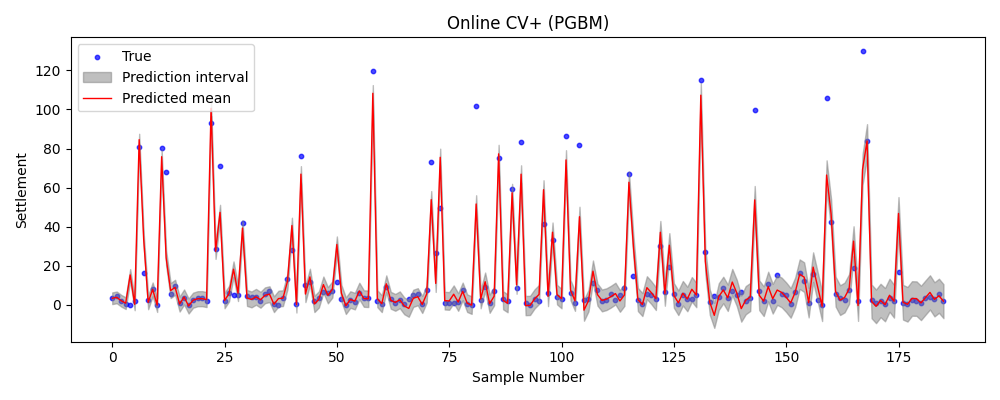 Online CV+ (PGBM)
True
Prediction interval
Predicted mean
Settlement
120
100
80
60
40
20
0
0 25 50 75 100 125 150 175
Sample Number